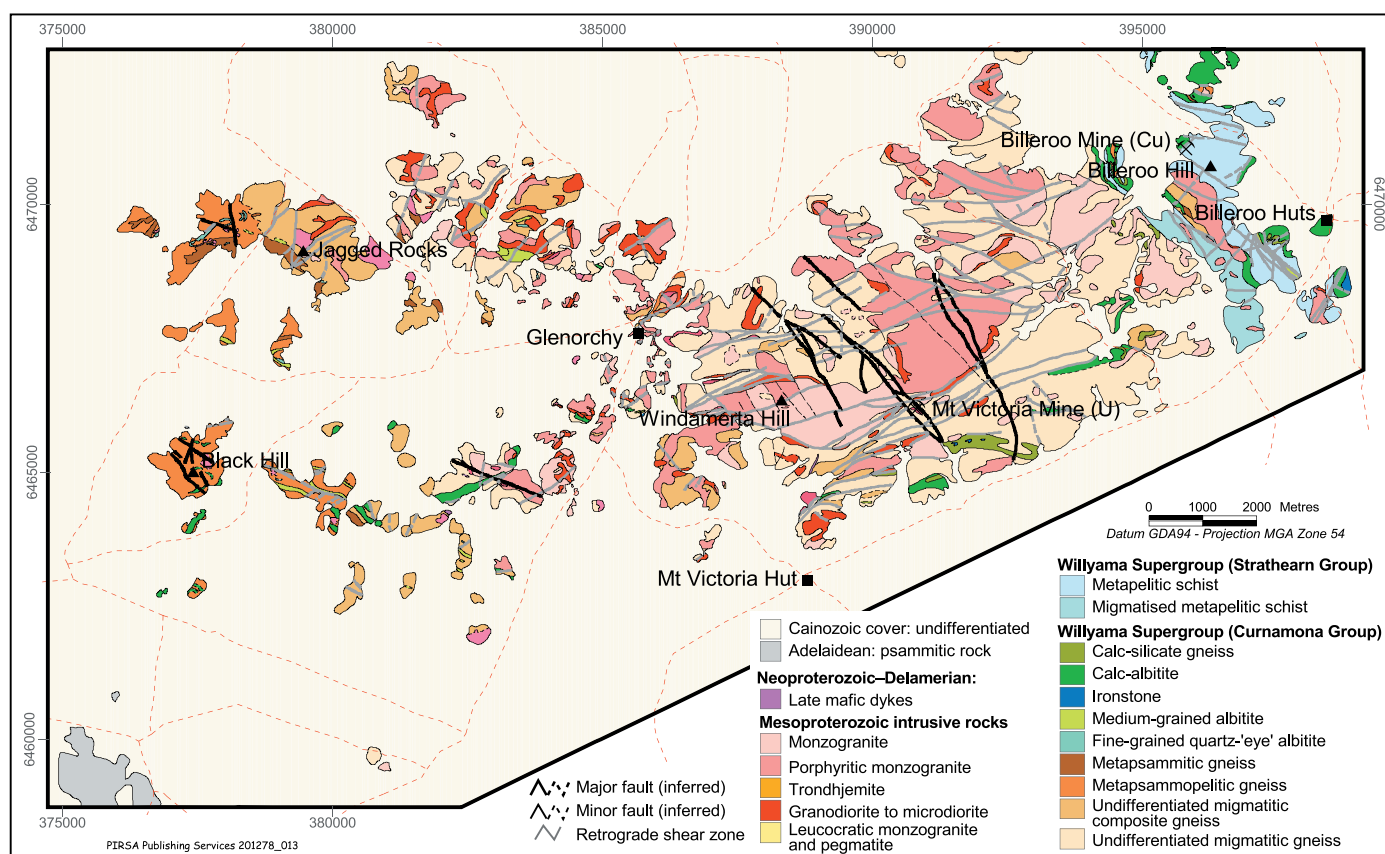 375000
380000
385000
390000
395000
Billeroo Mine (Cu)
Billeroo Hill
6470000
6470000
Billeroo Huts
Jagged Rocks
Glenorchy
Windamerta Hill
Mt Victoria Mine (U)
6465000
Black Hill
0 1000 2000 Metres
Datum GDA94 - Projection MGA Zone 54
Mt Victoria Hut
Willyama Supergroup (Strathearn Group)
Metapelitic schist
Migmatised metapelitic schist
Willyama Supergroup (Curnamona Group)
Calc-silicate gneiss
Calc-albitite
Ironstone
Medium-grained albitite
Fine-grained quartz-'eye' albitite
Metapsammitic gneiss
Metapsammopelitic gneiss
Undifferentiated migmatitic
composite gneiss
Undifferentiated migmatitic gneiss
Cainozoic cover: undifferentiated
Adelaidean: psammitic rock
Neoproterozoic–Delamerian:
Late mafic dykes
Mesoproterozoic intrusive rocks
Monzogranite
Porphyritic monzogranite
Trondhjemite
Granodiorite to microdiorite
Leucocratic monzogranite
and pegmatite
Major fault (inferred)
Minor fault (inferred)
Retrograde shear zone
6460000
375000
380000
PIRSA Publishing Services 201278_013